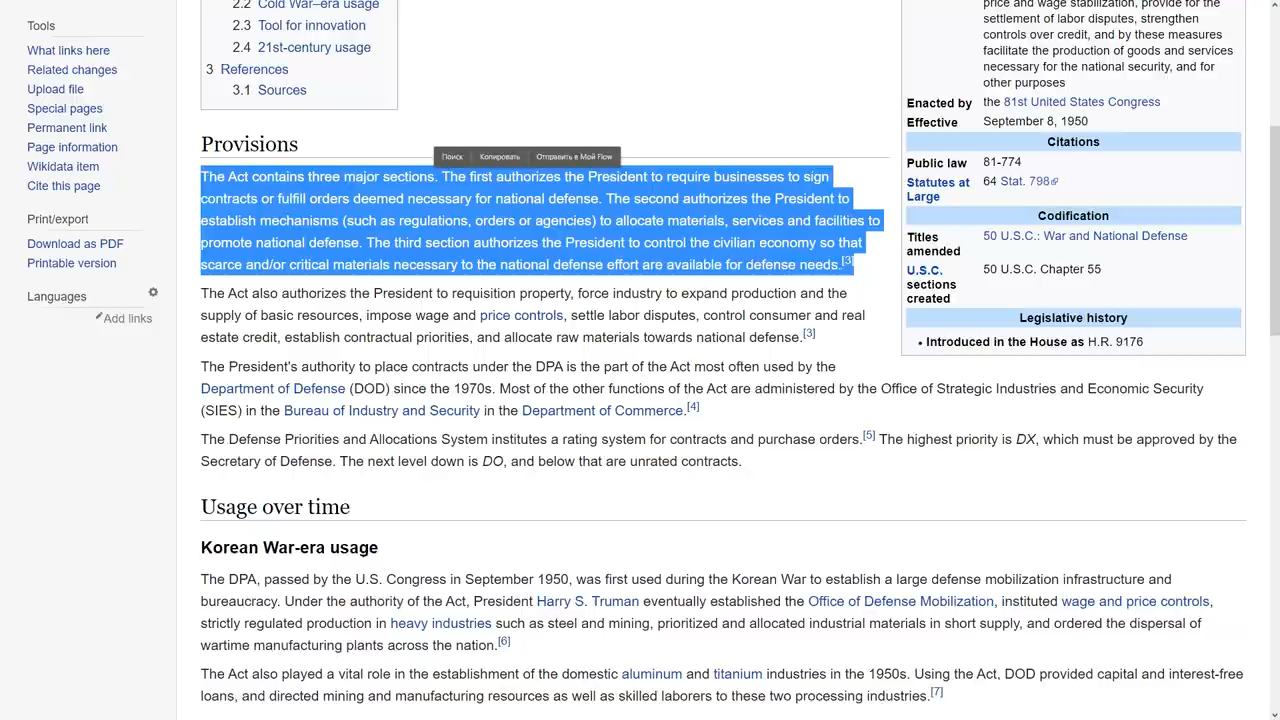 Tools
What links here
Related changes
Upload file
Special pages
Permanent link
Page information
Wikidata item
Cite this page
Print/export
Download as PDF
Printable version
Languages
Add links
2.2 Cold War–era usage
2.3 Tool for innovation
2.4 21st-century usage
3 References
3.1 Sources
Provisions
Поиск Копировать Отправить в Мой Flow
The Act contains three major sections. The first authorizes the President to require businesses to sign
contracts or fulfill orders deemed necessary for national defense. The second authorizes the President to
establish mechanisms (such as regulations, orders or agencies) to allocate materials, services and facilities to
promote national defense. The third section authorizes the President to control the civilian economy so that
scarce and/or critical materials necessary to the national defense effort are available for defense needs.[3]
The Act also authorizes the President to requisition property, force industry to expand production and the
supply of basic resources, impose wage and price controls, settle labor disputes, control consumer and real
estate credit, establish contractual priorities, and allocate raw materials towards national defense.[3]
The President's authority to place contracts under the DPA is the part of the Act most often used by the
Department of Defense (DOD) since the 1970s. Most of the other functions of the Act are administered by the Office of Strategic Industries and Economic Security
(SIES) in the Bureau of Industry and Security in the Department of Commerce.[4]
The Defense Priorities and Allocations System institutes a rating system for contracts and purchase orders.[5] The highest priority is DX, which must be approved by the
Secretary of Defense. The next level down is DO, and below that are unrated contracts.
Usage over time
Korean War-era usage
The DPA, passed by the U.S. Congress in September 1950, was first used during the Korean War to establish a large defense mobilization infrastructure and
bureaucracy. Under the authority of the Act, President Harry S. Truman eventually established the Office of Defense Mobilization, instituted wage and price controls,
strictly regulated production in heavy industries such as steel and mining, prioritized and allocated industrial materials in short supply, and ordered the dispersal of
wartime manufacturing plants across the nation.[6]
The Act also played a vital role in the establishment of the domestic aluminum and titanium industries in the 1950s. Using the Act, DOD provided capital and interest-free
loans, and directed mining and manufacturing resources as well as skilled laborers to these two processing industries.[7]
price and wage stabilization, provide for the
settlement of labor disputes, strengthen
controls over credit, and by these measures
facilitate the production of goods and services
necessary for the national security, and for
other purposes
Enacted by the 81st United States Congress
Effective September 8, 1950
Citations
Public law 81-774
Statutes at 64 Stat. 798
Large
Codification
Titles 50 U.S.C.: War and National Defense
amended
U.S.C. 50 U.S.C. Chapter 55
sections
created
Legislative history
• Introduced in the House as H.R. 9176